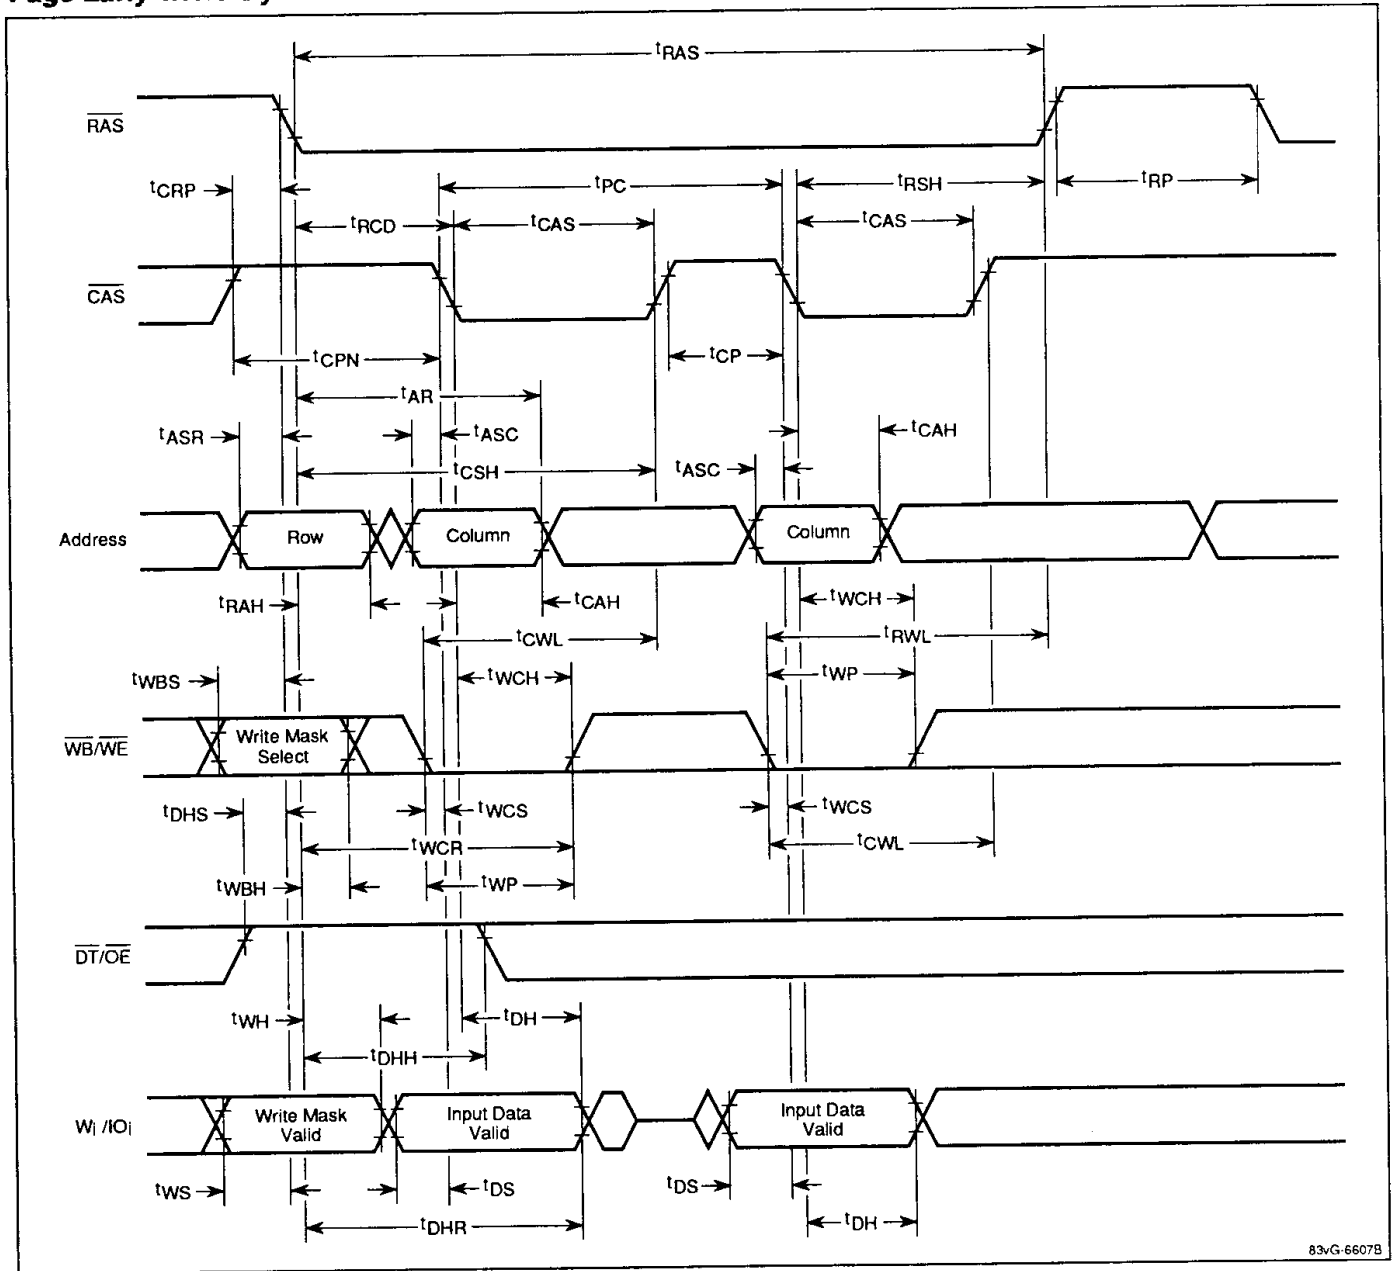 tRAS
RAS
tCRP
tPC
tRSH
tRP
tRCD
tCAS
tCAS
CAS
tCPN
tCP
tAR
tASR
tASC
tCAH
tCSH
tASC
Address
Row
Column
Column
tRAH
tCAH
tWCH
tCWL
tRWL
tWBS
tWCH
tWP
WB/WE
Write Mask
Select
tDHS
tWCS
tWCS
tWCR
tCWL
tWBH
tWP
DT/OE
tWH
tDH
tDHH
Wi /IOi
Write Mask
Valid
Input Data
Valid
Input Data
Valid
tWS
tDS
tDS
tDHR
tDH
83vG-6607B